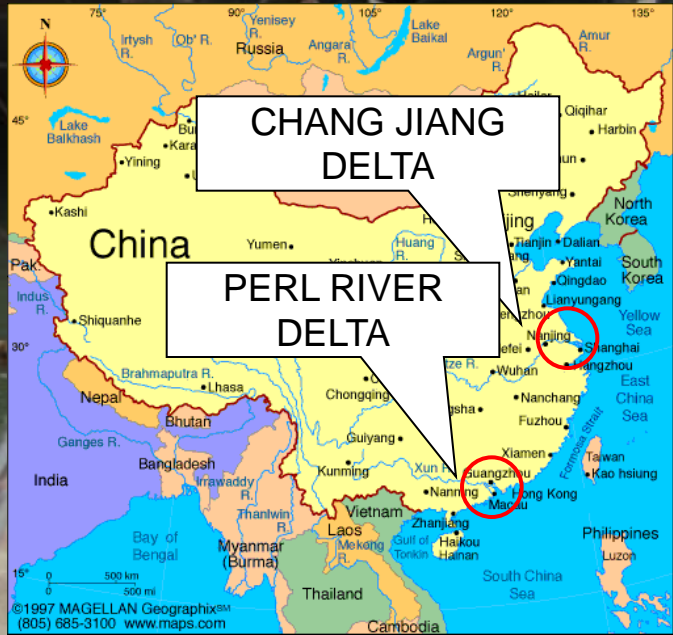 N
90°
105°
120°
135°
Irtysh
R.
Ob' R.
Yenisey
R.
Angara
R.
Lake
Baikal
Amur
R.
Argun'
R.
Russia
45°
Lake
Balkhash
Yining
Kashi
CHANG JIANG
DELTA
Qiqihar
Harbin
Shenyang
North
Korea
South
Korea
China
Yumen
Huang
R.
Tianjin
Dalian
Yantai
Qingdao
Lianyungang
Yellow
Sea
Pak.
Indus
R.
Shiquanhe
PERL RIVER
DELTA
30°
Nanjing
Shanghai
Hangzhou
Wuhan
East
China
Sea
Brahmaputra R.
Lhasa
Nepal
Bhutan
Chongqing
Nanchang
Fuzhou
Ganges R.
Guiyang
Xiamen
Formosa Strait
Taiwan
Bangladesh
Kunming
Xun R.
Guangzhou
Kao hsiung
India
Irrawaddy
R.
Nanning
Hong Kong
Macau
Thanlwin
R.
Vietnam
Zhanjiang
Bay of
Bengal
Myanmar
(Burma)
Laos
Mekong
R.
Gulf of
Tonkin
Haikou
Hainan
Philippines
Luzon
15°
0 500 km
0 500 mi
South China
Sea
Thailand
Cambodia
©1997 MAGELLAN Geographix℠
(805) 685-3100 www.maps.com